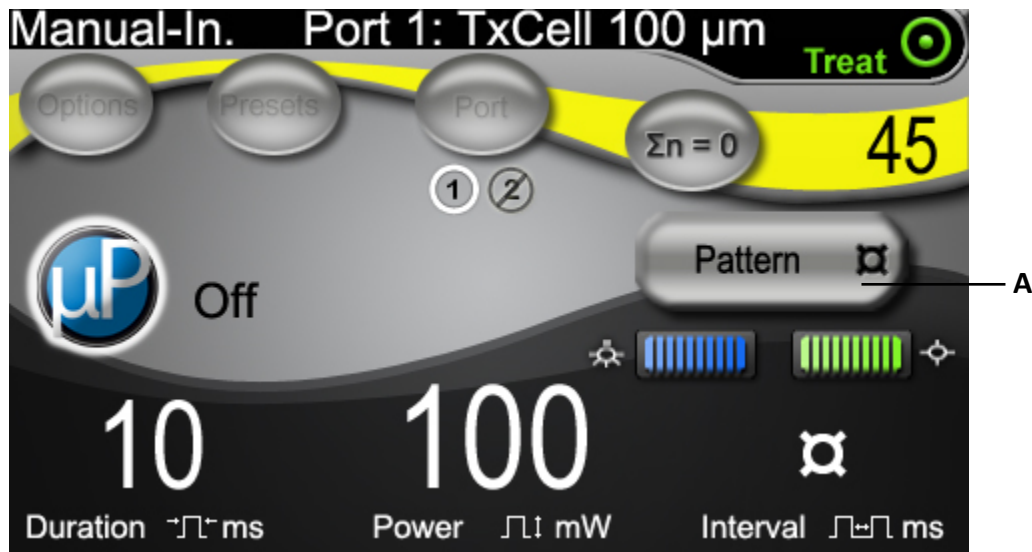 Manual-In. Port 1: TxCell 100 µm
Treat
Options Presets Port Σn = 0 45
1 2
Pattern ¤
A
µP Off
10 100 ¤
Duration ms Power mW Interval ms